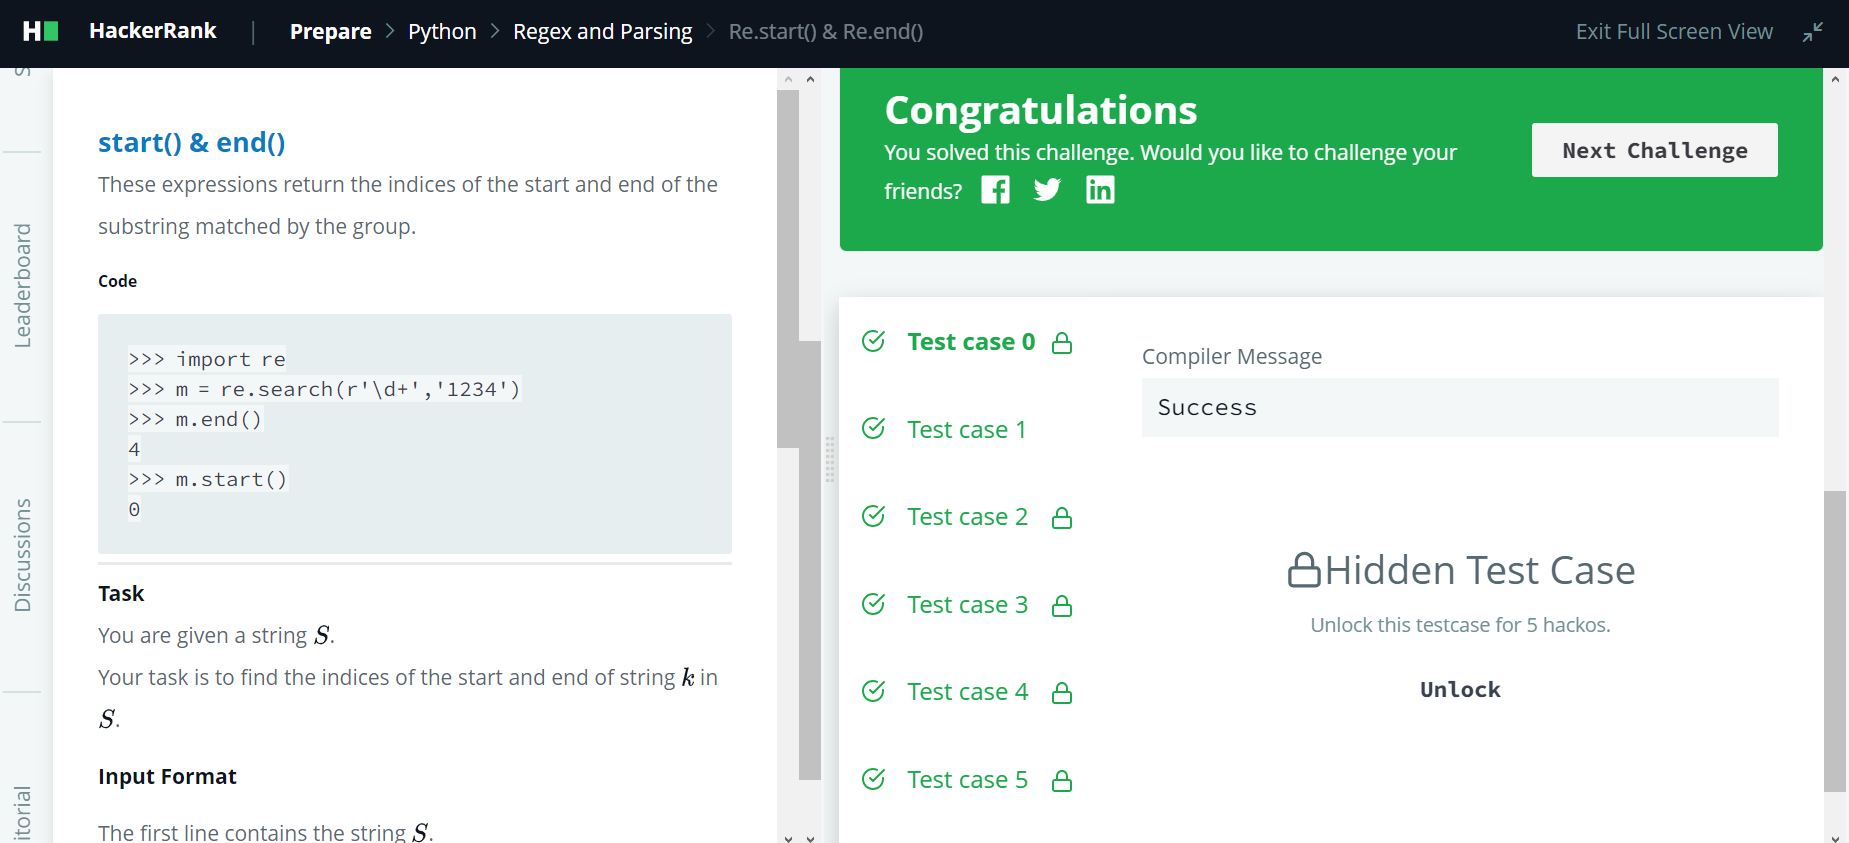 HackerRank | Prepare > Python > Regex and Parsing > Re.start() & Re.end() Exit Full Screen View
Leaderboard
Discussions
itorial
start() & end()
These expressions return the indices of the start and end of the
substring matched by the group.
Code
>>> import re
>>> m = re.search(r'\d+','1234')
>>> m.end()
4
>>> m.start()
0
Task
You are given a string S.
Your task is to find the indices of the start and end of string k in
S.
Input Format
The first line contains the string S.
Congratulations
You solved this challenge. Would you like to challenge your
friends?
Next Challenge
Test case 0
Test case 1
Test case 2
Test case 3
Test case 4
Test case 5
Compiler Message
Success
Hidden Test Case
Unlock this testcase for 5 hackos.
Unlock